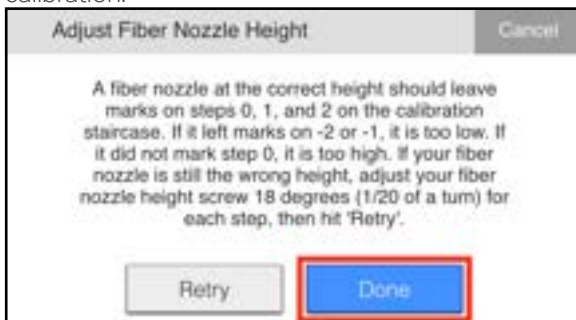 calibration.
Adjust Fiber Nozzle Height
Cancel
A fiber nozzle at the correct height should leave
marks on steps 0, 1, and 2 on the calibration
staircase. If it left marks on -2 or -1, it is too low. If
it did not mark step 0, it is too high. If your fiber
nozzle is still the wrong height, adjust your fiber
nozzle height screw 18 degrees (1/20 of a turn) for
each step, then hit 'Retry'.
Retry
Done